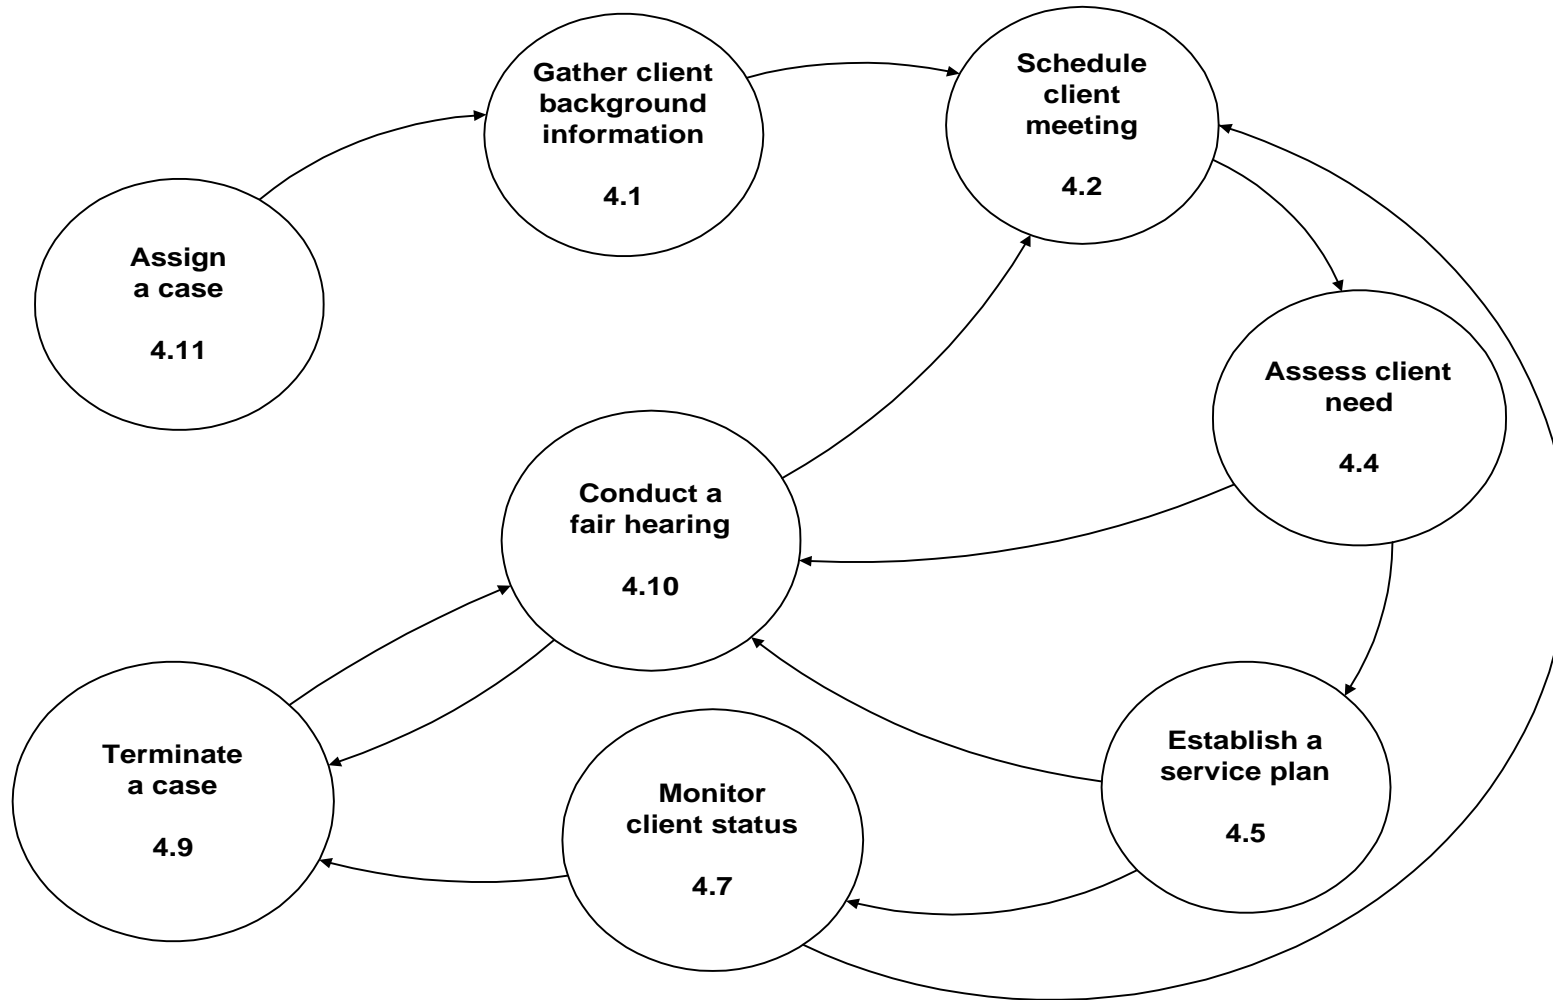 Gather client
background
information
4.1
Schedule
client
meeting
4.2
Assign
a case
4.11
Assess client
need
4.4
Conduct a
fair hearing
4.10
Terminate
a case
4.9
Monitor
client status
4.7
Establish a
service plan
4.5